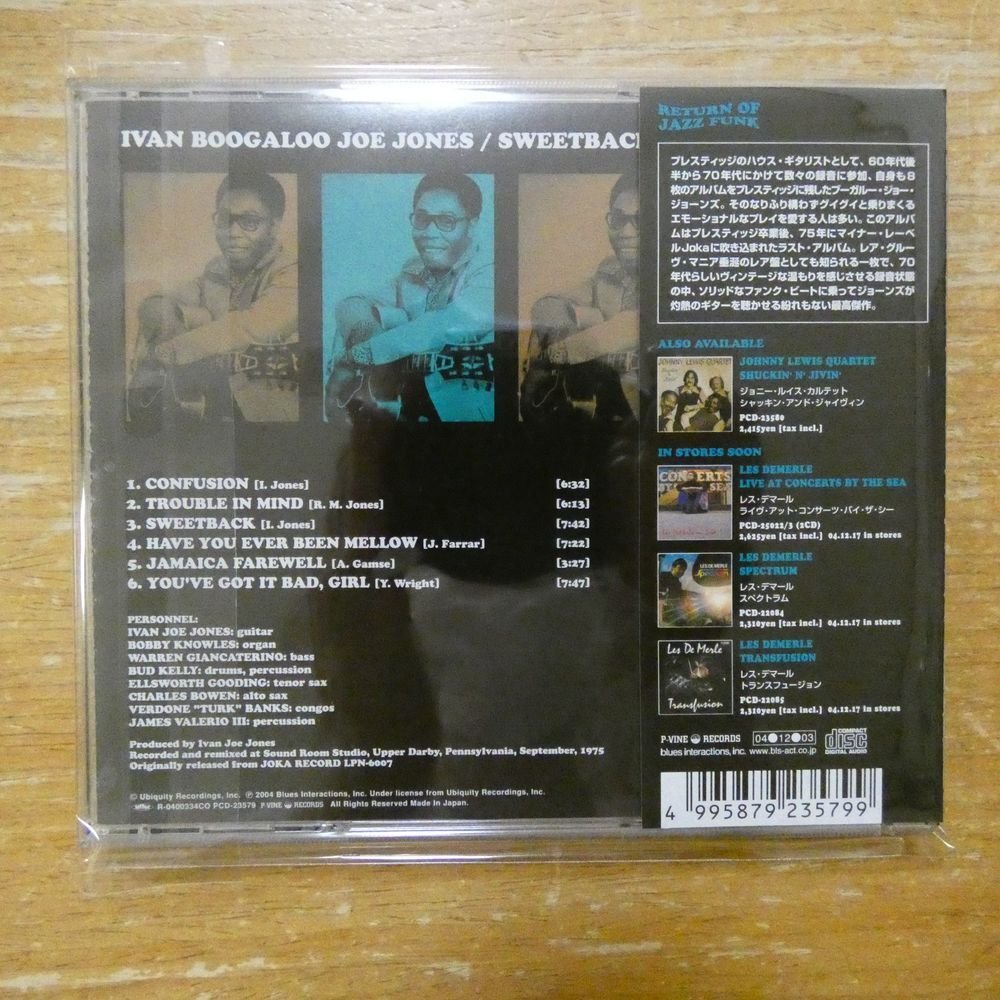 IVAN BOOGALOO JOE JONES / SWEETBACK
1. CONFUSION [I. Jones] [6:32]
2. TROUBLE IN MIND [R. M. Jones] [6:13]
3. SWEETBACK [I. Jones] [7:42]
4. HAVE YOU EVER BEEN MELLOW [J. Farrar] [7:22]
5. JAMAICA FAREWELL [A. Gamse] [3:27]
6. YOU'VE GOT IT BAD, GIRL [Y. Wright] [7:47]
PERSONNEL:
IVAN JOE JONES: guitar
BOBBY KNOWLES: organ
WARREN GIANCATERINO: bass
BUD KELLY: drums, percussion
ELLSWORTH GOODING: tenor sax
CHARLES BOWEN: alto sax
VERDONE "TURK" BANKS: congos
JAMES VALERIO III: percussion
Produced by Ivan Joe Jones
Recorded and remixed at Sound Room Studio, Upper Darby, Pennsylvania, September, 1975
Originally released from JOKA RECORD LPN-6007
© Ubiquity Recordings, Inc. ℗ 2004 Blues Interactions, Inc. Under license from Ubiquity Recordings, Inc.
R-0400334CO PCD-23579 P-VINE RECORDS All Rights Reserved Made In Japan.
RETURN OF
JAZZ FUNK
プレスティッジのハウス・ギタリストとして、60年代後
半から70年代にかけて数々の録音に参加、自身も8
枚のアルバムをプレスティッジに残したブーガルー・ジョー・
ジョーンズ。そのなりふり構わずグイグイと乗りまくる
エモーショナルなプレイを愛する人は多い。このアルバ
ムはプレスティッジ卒業後、75年にマイナー・レーベ
ルJokaに吹き込まれたラスト・アルバム。レア・グルー
ヴ・マニア垂涎のレア盤としても知られる一枚で、70
年代らしいヴィンテージな温もりを感じさせる録音状態
の中、ソリッドなファンク・ビートに乗ってジョーンズが
灼熱のギターを聴かせる紛れもない最高傑作。
ALSO AVAILABLE
JOHNNY LEWIS QUARTET
SHUCKIN' N' JIVIN'
ジョニー・ルイス・カルテット
シャッキン・アンド・ジャイヴィン
PCD-23580
2,415yen [tax incl.]
IN STORES SOON
LES DEMERLE
LIVE AT CONCERTS BY THE SEA
レス・デマール
ライヴ・アット・コンサーツ・バイ・ザ・シー
PCD-25022/3 (2CD)
2,625yen [tax incl.] 04.12.17 in stores
LES DEMERLE
SPECTRUM
レス・デマール
スペクトラム
PCD-22084
2,310yen [tax incl.] 04.12.17 in stores
Les De Merle
Transfusion
LES DEMERLE
TRANSFUSION
レス・デマール
トランスフュージョン
PCD-22085
2,310yen [tax incl.] 04.12.17 in stores
P-VINE RECORDS
blues interactions, inc.
04●12●03
www.bts-act.co.jp
COMPACT
disc
DIGITAL AUDIO
4 995879 235799